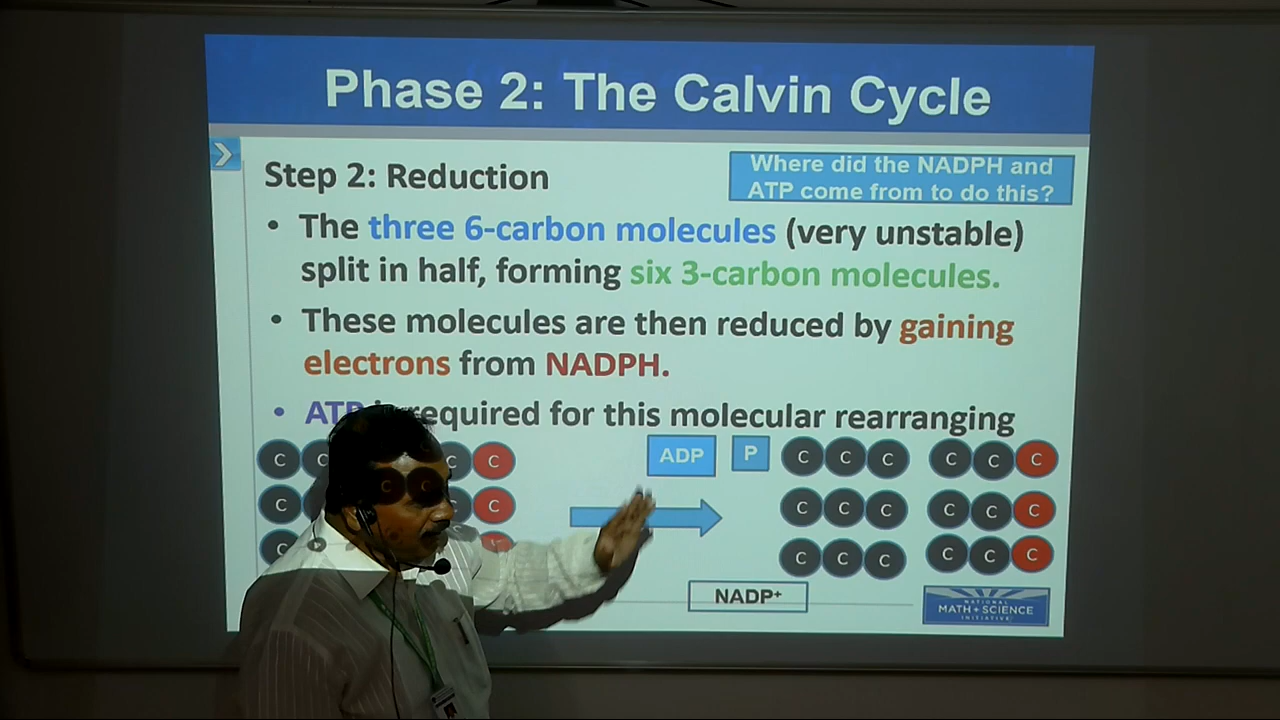 Phase 2: The Calvin Cycle
Step 2: Reduction
Where did the NADPH and
ATP come from to do this?
• The three 6-carbon molecules (very unstable)
split in half, forming six 3-carbon molecules.
• These molecules are then reduced by gaining
electrons from NADPH.
• ATP required for this molecular rearranging
C C C C ADP P C C C C C C
C C C C C C C C C
C C C C C C C
NADP⁺
NATIONAL
MATH + SCIENCE
INITIATIVE